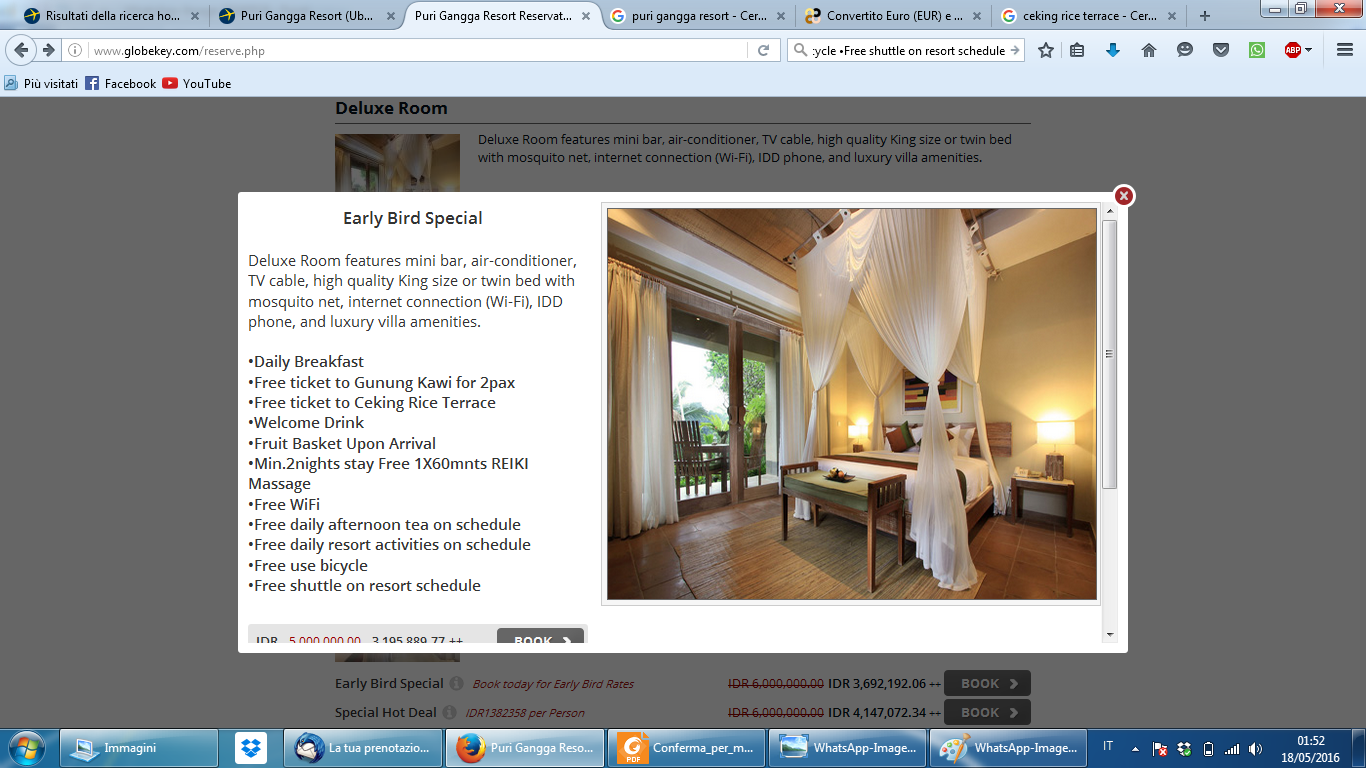 Risultati della ricerca ho...
Puri Gangga Resort (Ub...
Puri Gangga Resort Reservat...
puri gangga resort - Cer...
Convertito Euro (EUR) e ...
ceking rice terrace - Cer...
www.globekey.com/reserve.php
:ycle •Free shuttle on resort schedule
ABP
Più visitati
Facebook
YouTube
Deluxe Room
Deluxe Room features mini bar, air-conditioner, TV cable, high quality King size or twin bed
with mosquito net, internet connection (Wi-Fi), IDD phone, and luxury villa amenities.
Early Bird Special
Deluxe Room features mini bar, air-conditioner,
TV cable, high quality King size or twin bed with
mosquito net, internet connection (Wi-Fi), IDD
phone, and luxury villa amenities.
•Daily Breakfast
•Free ticket to Gunung Kawi for 2pax
•Free ticket to Ceking Rice Terrace
•Welcome Drink
•Fruit Basket Upon Arrival
•Min.2nights stay Free 1X60mnts REIKI
Massage
•Free WiFi
•Free daily afternoon tea on schedule
•Free daily resort activities on schedule
•Free use bicycle
•Free shuttle on resort schedule
IDR 5,000,000.00 3,195,889.77 ++ BOOK
Early Bird Special Book today for Early Bird Rates IDR 6,000,000.00 IDR 3,692,192.06 ++ BOOK
Special Hot Deal IDR1382358 per Person IDR 6,000,000.00 IDR 4,147,072.34 ++ BOOK
Immagini
La tua prenotazio...
Puri Gangga Reso...
PDF
Conferma_per_m...
WhatsApp-Image...
WhatsApp-Image...
IT
01:52
18/05/2016